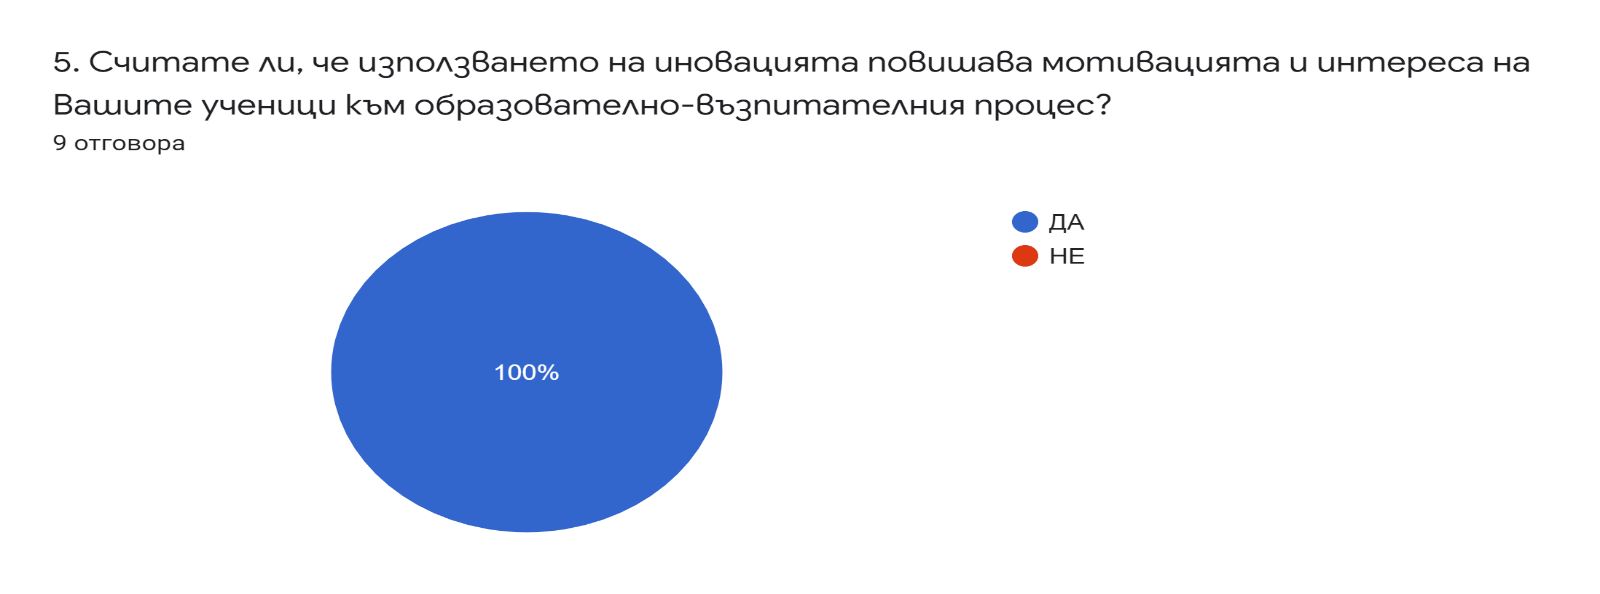 5. Считате ли, че използването на иновацията повишава мотивацията и интереса на
Вашите ученици към образователно-възпитателния процес?
9 отговора
ДА
НЕ
100%